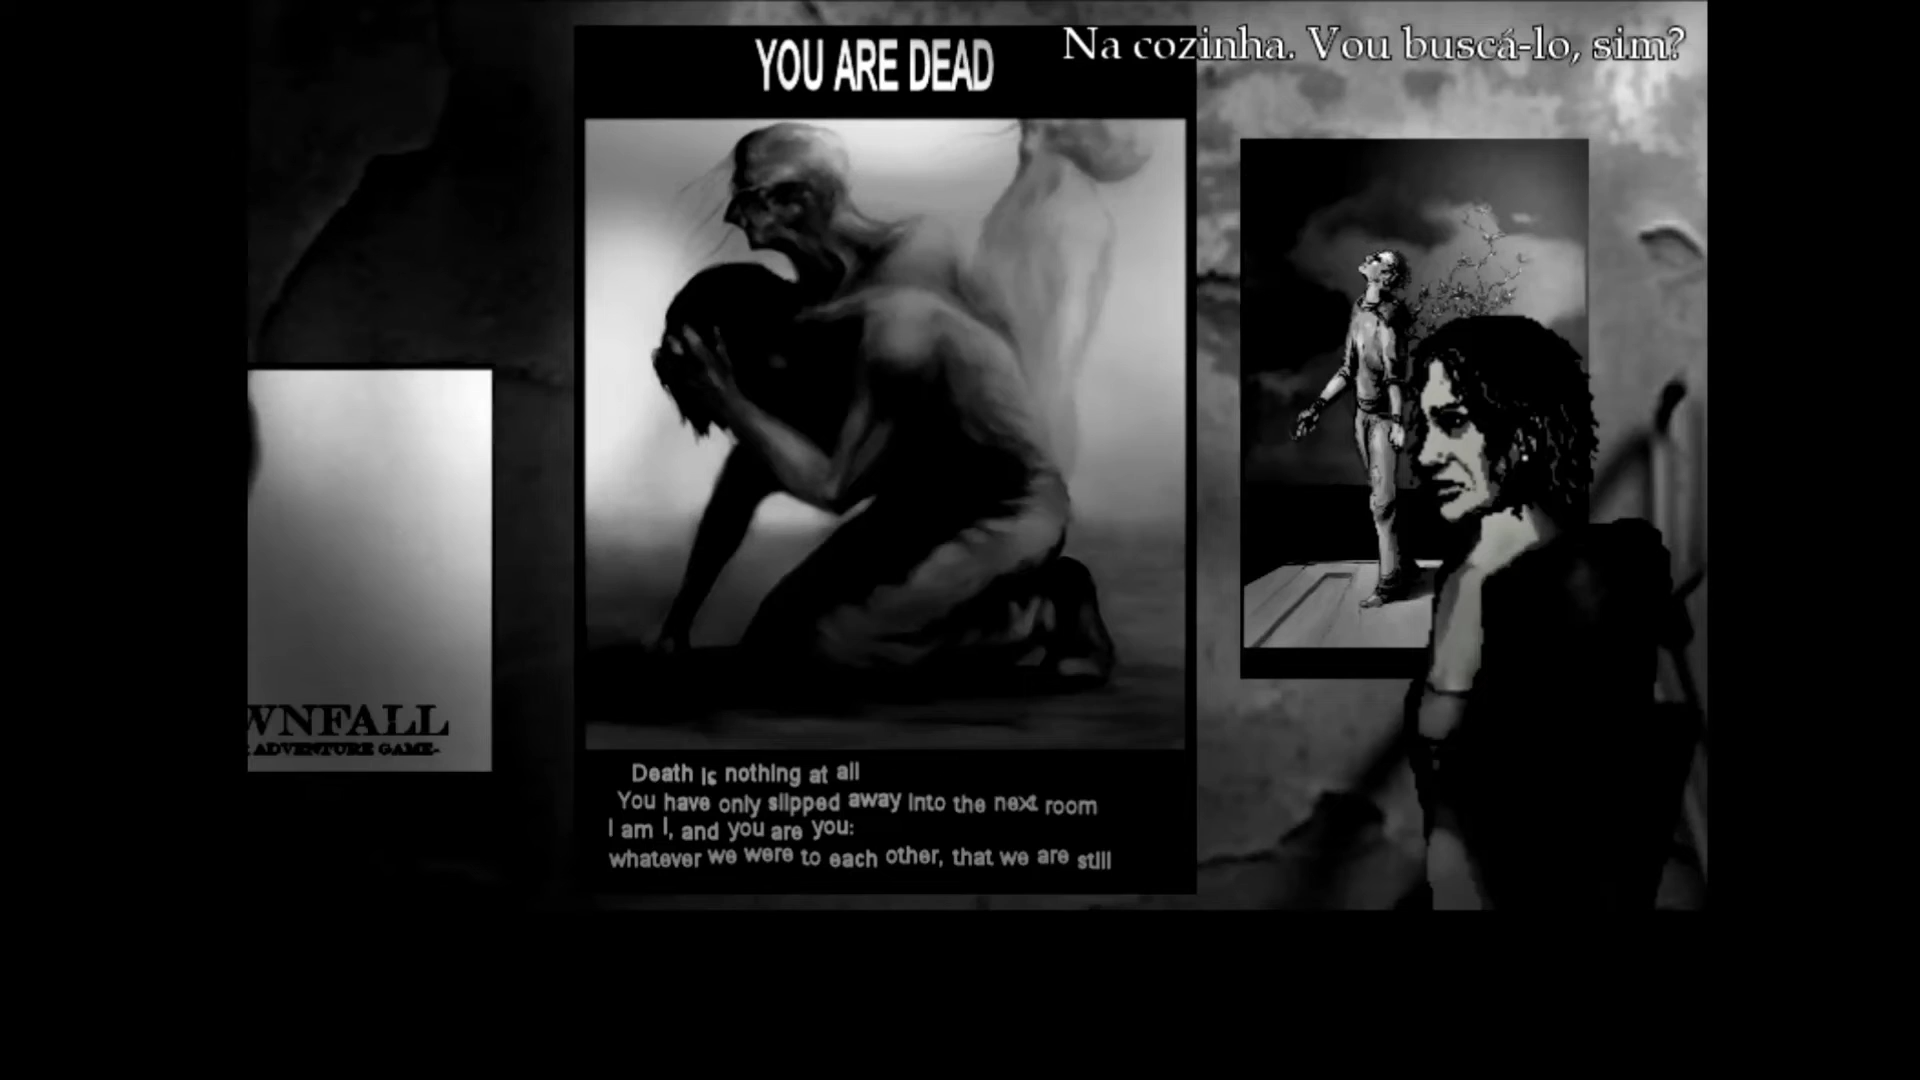 YOU ARE DEAD
Na cozinha. Vou buscá-lo, sim?
WNFALL
ADVENTURE GAME-
Death is nothing at all
You have only slipped away into the next room
I am I, and you are you:
whatever we were to each other, that we are still